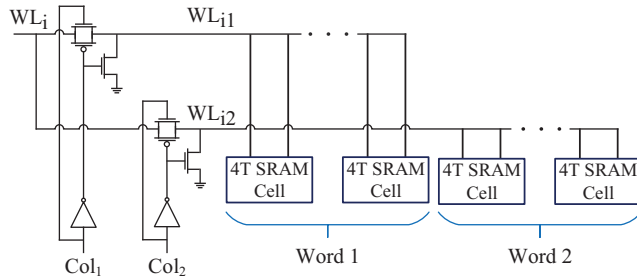 WLi
WLi1
WLi2
4T SRAM
Cell
4T SRAM
Cell
4T SRAM
Cell
4T SRAM
Cell
Col1
Col2
Word 1
Word 2